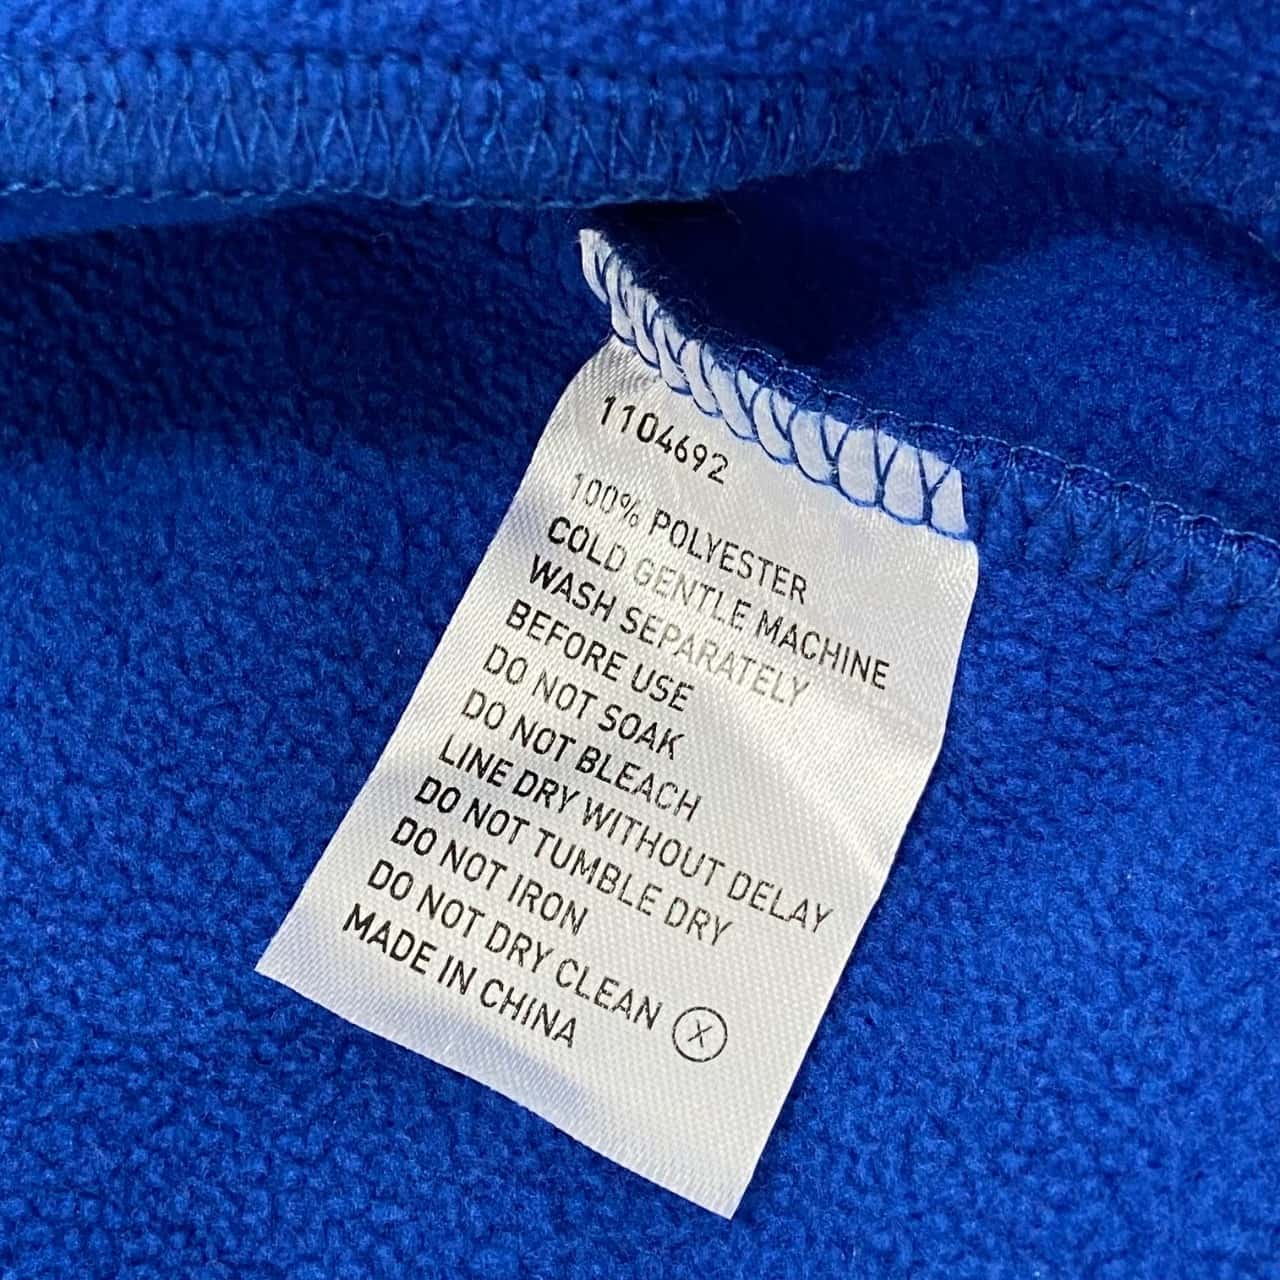 1104692
100% POLYESTER
COLD GENTLE MACHINE
WASH SEPARATELY
BEFORE USE
DO NOT SOAK
DO NOT BLEACH
LINE DRY WITHOUT DELAY
DO NOT TUMBLE DRY
DO NOT IRON
DO NOT DRY CLEAN X
MADE IN CHINA